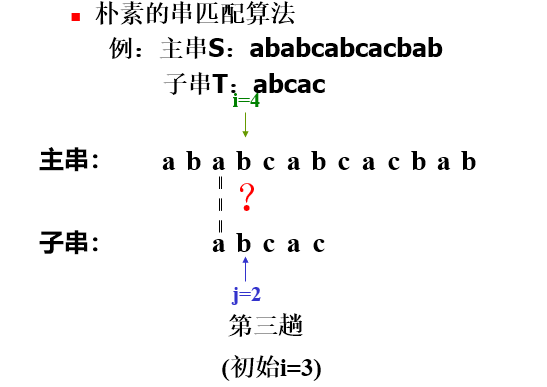 朴素的串匹配算法
例：主串S：ababcabcacbab
子串T：abcac
i=4
主串： a b a b c a b c a c b a b
?
子串： a b c a c
j=2
第三趟
(初始i=3)